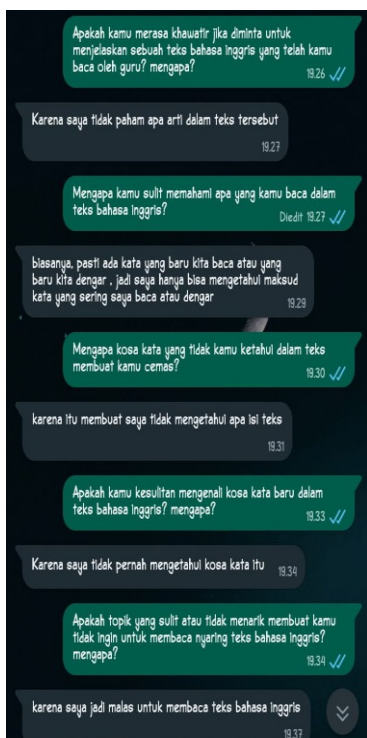 Apakah kamu merasa khawatir jika diminta untuk
menjelaskan sebuah teks bahasa inggris yang telah kamu
baca oleh guru? mengapa?
19.26
Karena saya tidak paham apa arti dalam teks tersebut
19.27
Mengapa kamu sulit memahami apa yang kamu baca dalam
teks bahasa inggris?
Diedit 19.27
biasanya, pasti ada kata yang baru kita baca atau yang
baru kita dengar , jadi saya hanya bisa mengetahui maksud
kata yang sering saya baca atau dengar
19.29
Mengapa kosa kata yang tidak kamu ketahui dalam teks
membuat kamu cemas?
19.30
karena itu membuat saya tidak mengetahui apa isi teks
19.31
Apakah kamu kesulitan mengenali kosa kata baru dalam
teks bahasa inggris? mengapa?
19.33
Karena saya tidak pernah mengetahui kosa kata itu 19.34
Apakah topik yang sulit atau tidak menarik membuat kamu
tidak ingin untuk membaca nyaring teks bahasa inggris?
mengapa?
19.34
karena saya jadi malas untuk membaca teks bahasa inggris
19.37